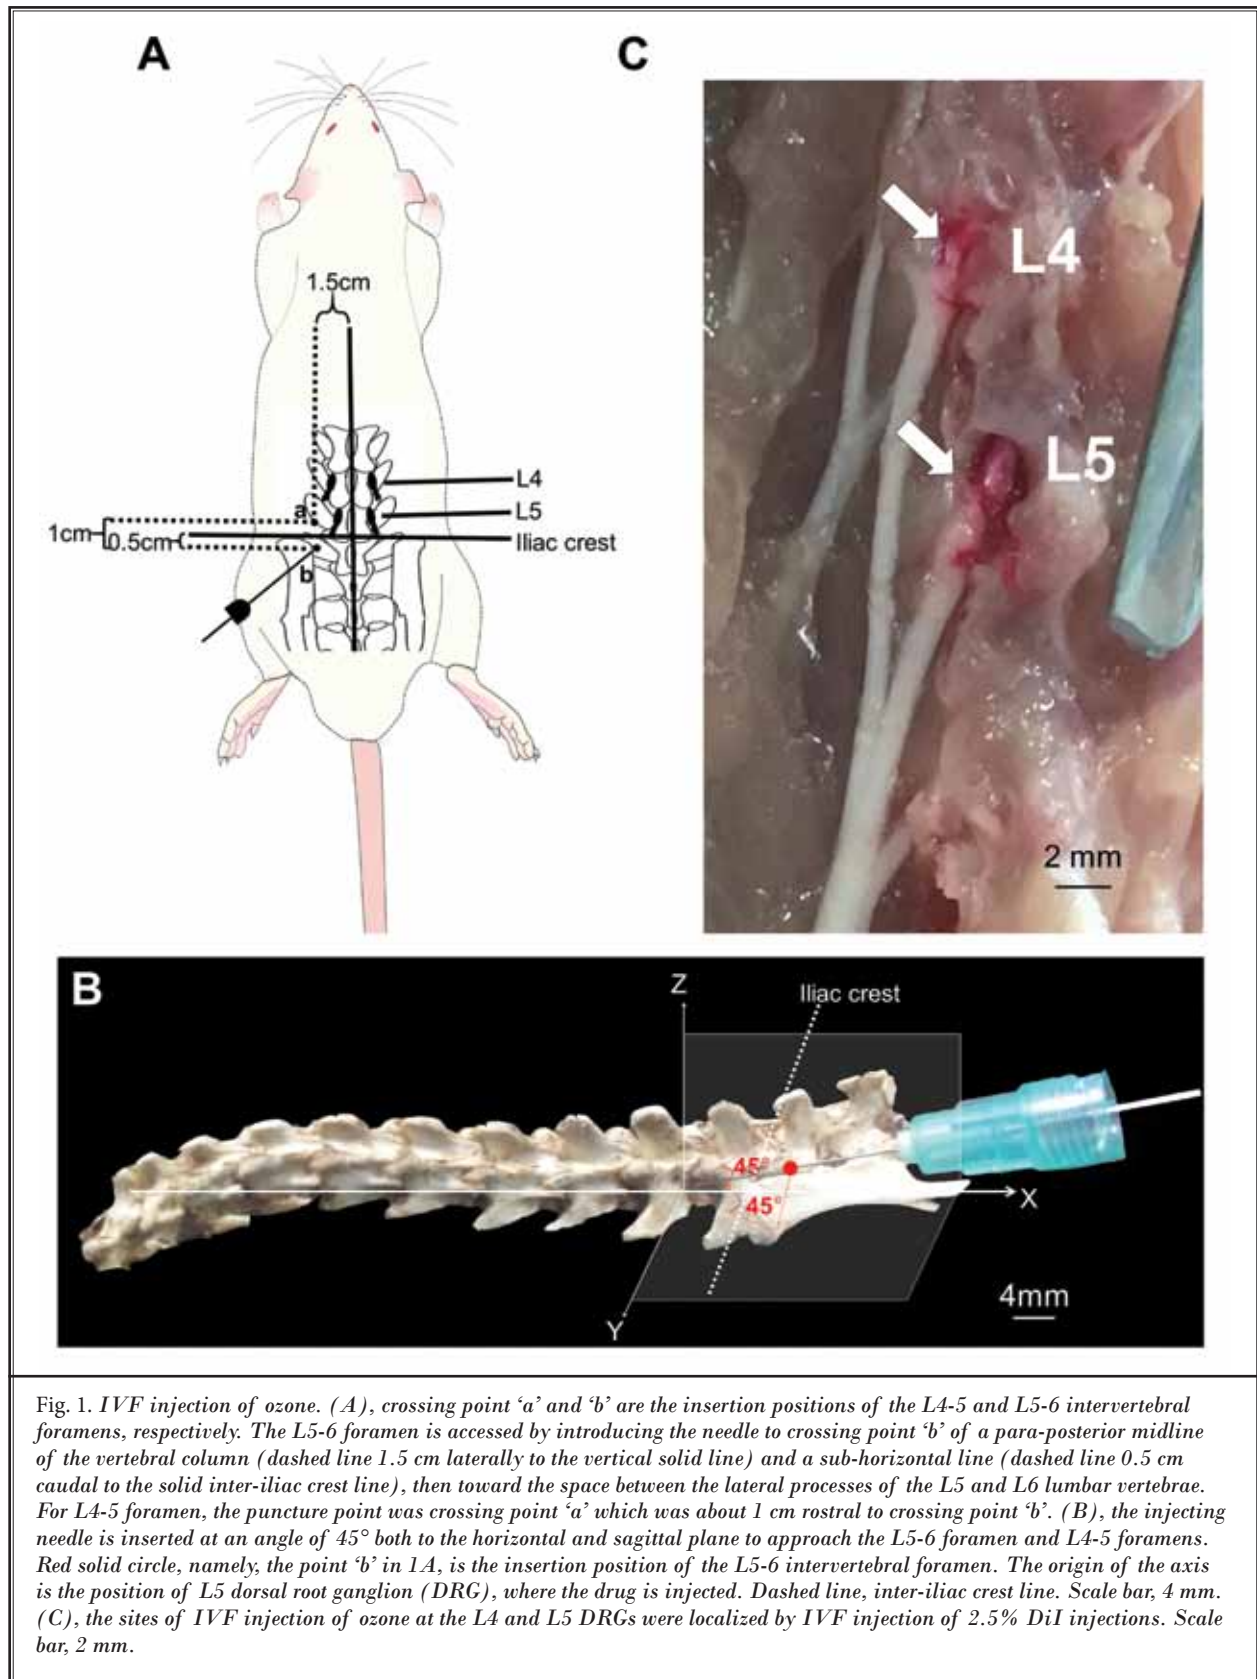 A
C
1.5cm
L4
L5
Iliac crest
a
1cm
0.5cm
b
L4
L5
2 mm
B
Z
Iliac crest
45°
45°
X
Y
4mm
Fig. 1. IVF injection of ozone. (A), crossing point ‘a’ and ‘b’ are the insertion positions of the L4-5 and L5-6 intervertebral
foramens, respectively. The L5-6 foramen is accessed by introducing the needle to crossing point ‘b’ of a para-posterior midline
of the vertebral column (dashed line 1.5 cm laterally to the vertical solid line) and a sub-horizontal line (dashed line 0.5 cm
caudal to the solid inter-iliac crest line), then toward the space between the lateral processes of the L5 and L6 lumbar vertebrae.
For L4-5 foramen, the puncture point was crossing point ‘a’ which was about 1 cm rostral to crossing point ‘b’. (B), the injecting
needle is inserted at an angle of 45° both to the horizontal and sagittal plane to approach the L5-6 foramen and L4-5 foramens.
Red solid circle, namely, the point ‘b’ in 1A, is the insertion position of the L5-6 intervertebral foramen. The origin of the axis
is the position of L5 dorsal root ganglion (DRG), where the drug is injected. Dashed line, inter-iliac crest line. Scale bar, 4 mm.
(C), the sites of IVF injection of ozone at the L4 and L5 DRGs were localized by IVF injection of 2.5% DiI injections. Scale
bar, 2 mm.